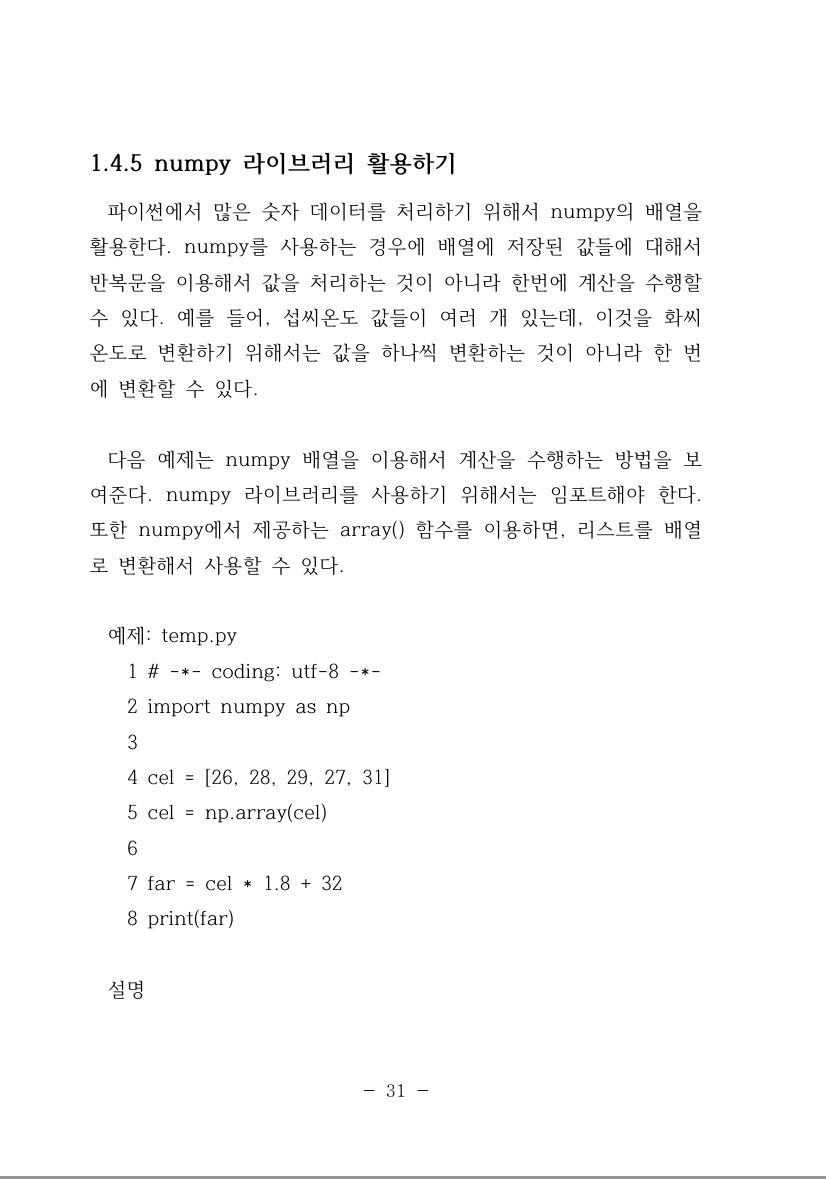 1.4.5 numpy 라이브러리 활용하기
파이썬에서 많은 숫자 데이터를 처리하기 위해서 numpy의 배열을
활용한다. numpy를 사용하는 경우에 배열에 저장된 값들에 대해서
반복문을 이용해서 값을 처리하는 것이 아니라 한번에 계산을 수행할
수 있다. 예를 들어, 섭씨온도 값들이 여러 개 있는데, 이것을 화씨
온도로 변환하기 위해서는 값을 하나씩 변환하는 것이 아니라 한 번
에 변환할 수 있다.
다음 예제는 numpy 배열을 이용해서 계산을 수행하는 방법을 보
여준다. numpy 라이브러리를 사용하기 위해서는 임포트해야 한다.
또한 numpy에서 제공하는 array() 함수를 이용하면, 리스트를 배열
로 변환해서 사용할 수 있다.
예제: temp.py
1 # -*- coding: utf-8 -*-
2 import numpy as np
3
4 cel = [26, 28, 29, 27, 31]
5 cel = np.array(cel)
6
7 far = cel * 1.8 + 32
8 print(far)
설명
- 31 -